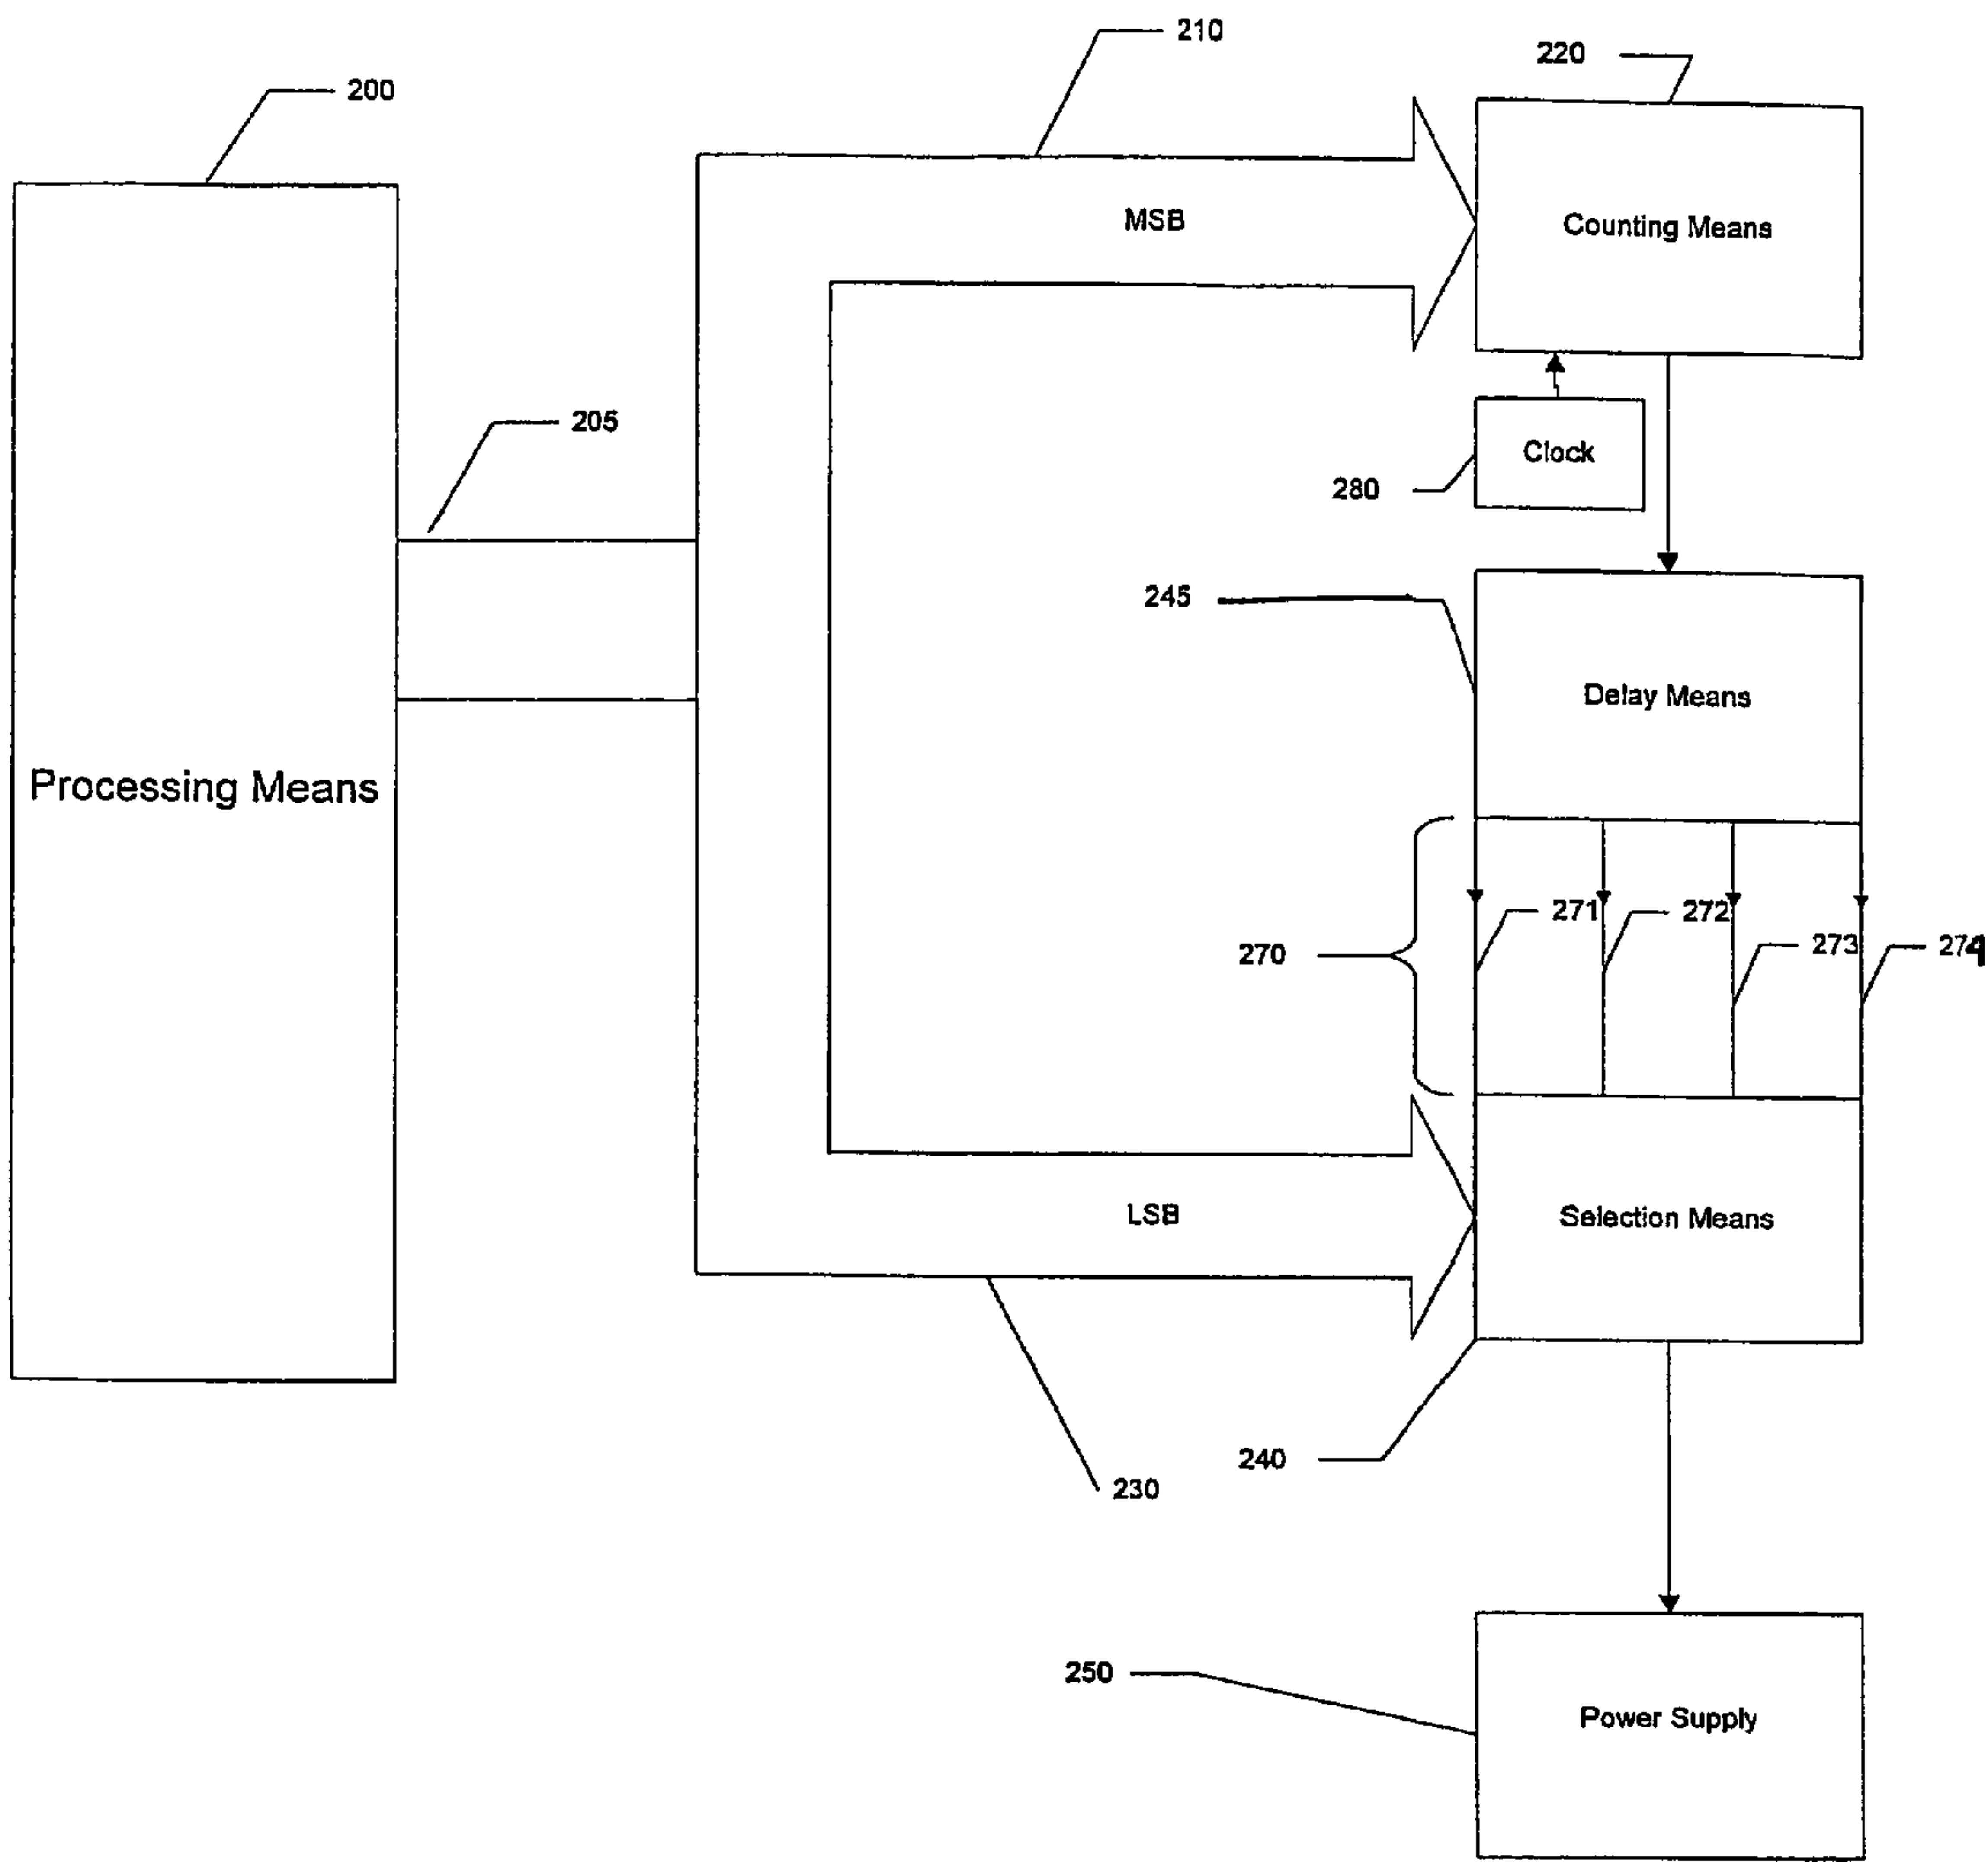 210
220
200
MSB
Counting Means
205
Clock
280
245
Delay Means
Processing Means
271
272
270
273
274
LSB
Selection Means
240
230
250
Power Supply